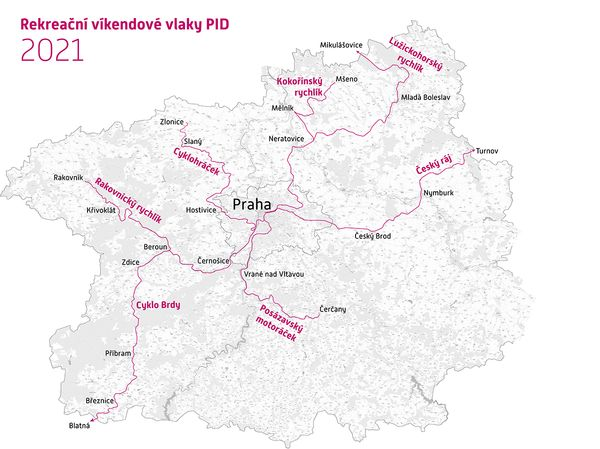 Rekreační víkendové vlaky PID
2021
Mikulášovice
Lužickohorský
rychlík
Kokořínský
rychlík
Mšeno
Mladá Boleslav
Mělník
Zlonice
Neratovice
Slaný
Cyklohráček
Český ráj
Turnov
Rakovník
Rakovnický rychlík
Nymburk
Křivoklát
Hostivice
Praha
Český Brod
Beroun
Zdice
Černošice
Vrané nad Vltavou
Cyklo Brdy
Posázavský
motoráček
Čerčany
Příbram
Březnice
Blatná